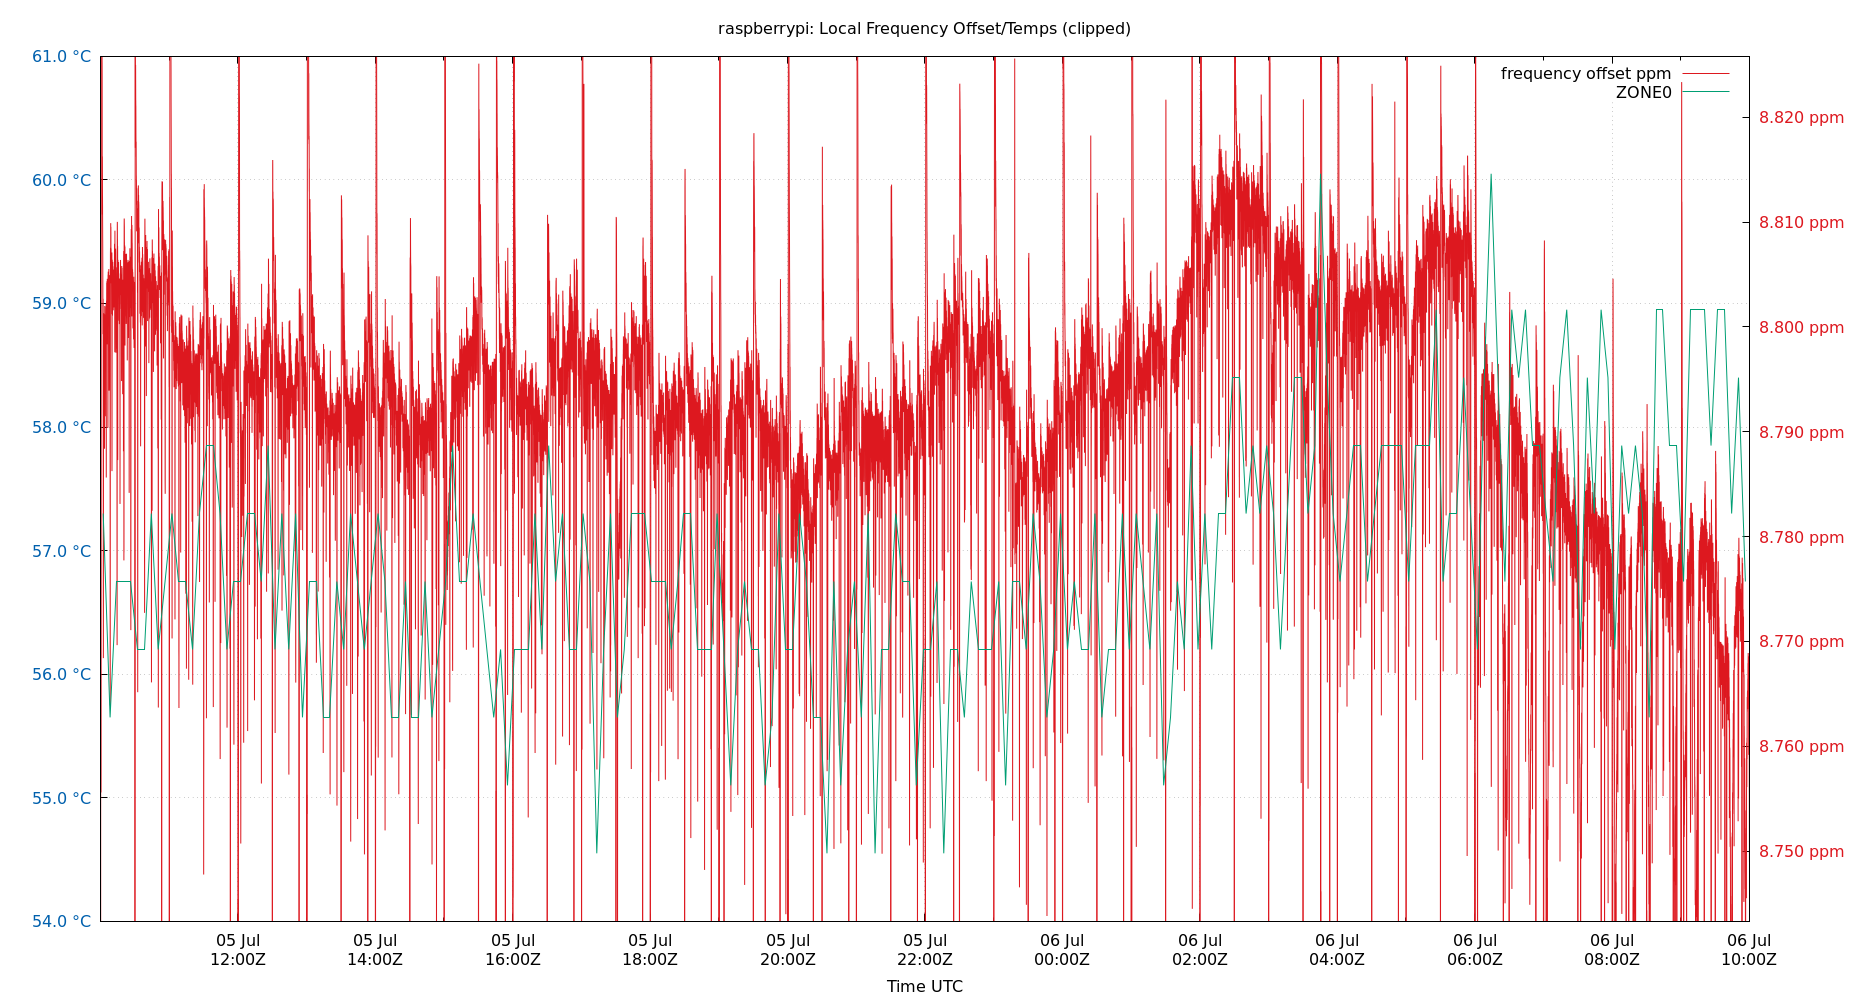 raspberrypi: Local Frequency Offset/Temps (clipped)
61.0 °C
60.0 °C
59.0 °C
58.0 °C
57.0 °C
56.0 °C
55.0 °C
54.0 °C
frequency offset ppm
ZONE0
8.820 ppm
8.810 ppm
8.800 ppm
8.790 ppm
8.780 ppm
8.770 ppm
8.760 ppm
8.750 ppm
05 Jul
12:00Z
05 Jul
14:00Z
05 Jul
16:00Z
05 Jul
18:00Z
05 Jul
20:00Z
05 Jul
22:00Z
06 Jul
00:00Z
06 Jul
02:00Z
06 Jul
04:00Z
06 Jul
06:00Z
06 Jul
08:00Z
06 Jul
10:00Z
Time UTC